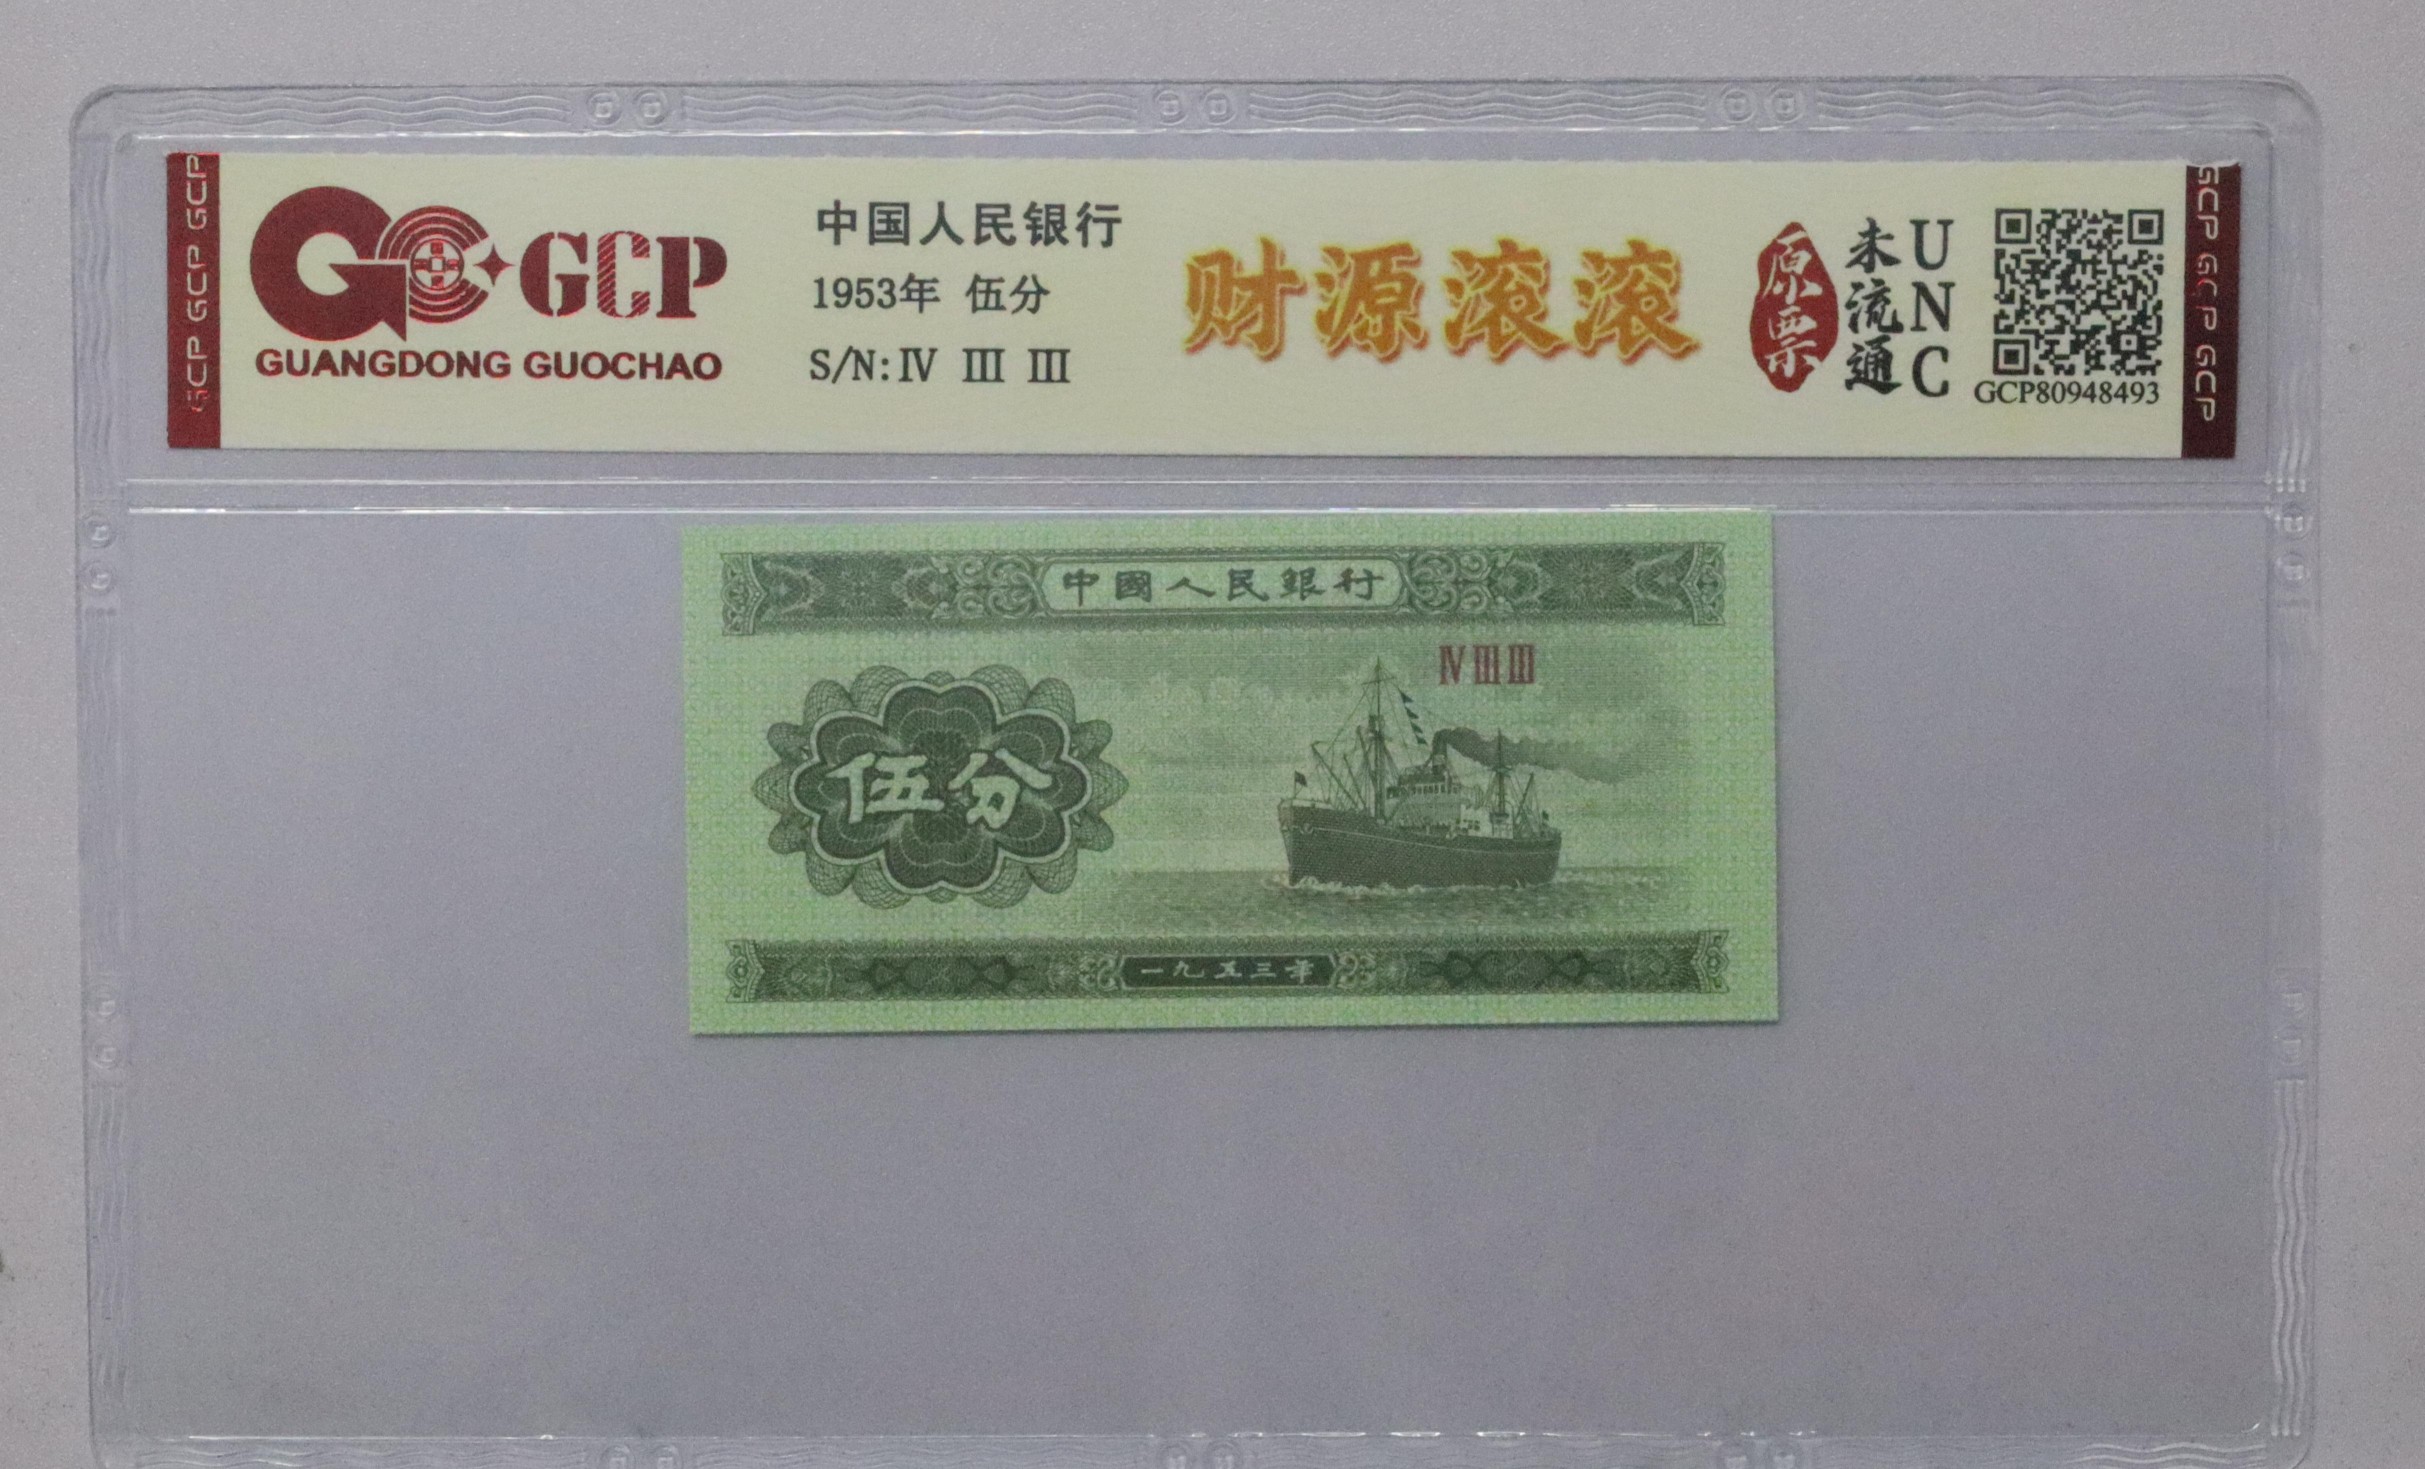 GCP GCP GCP
GCP
GUANGDONG GUOCHAO
中国人民银行
1953年 伍分
S/N: IV III III
财源滚滚
原票
未流通
UNC
GCP80948493
GCP GCP GCP
中國人民銀行
IV III III
伍分
一九五三年